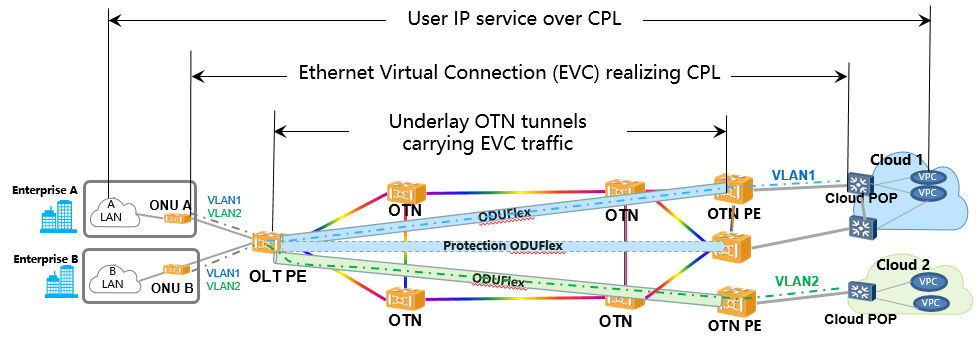 User IP service over CPL
Ethernet Virtual Connection (EVC) realizing CPL
Underlay OTN tunnels
carrying EVC traffic
Enterprise A
A
LAN
ONU A
VLAN1
VLAN2
Enterprise B
B
LAN
ONU B
VLAN1
VLAN2
OLT PE
OTN
OTN
ODUFlex
Protection ODUFlex
ODUFlex
OTN
OTN
OTN PE
OTN PE
VLAN1
VLAN2
Cloud 1
VPC
VPC
Cloud POP
Cloud 2
VPC
VPC
Cloud POP